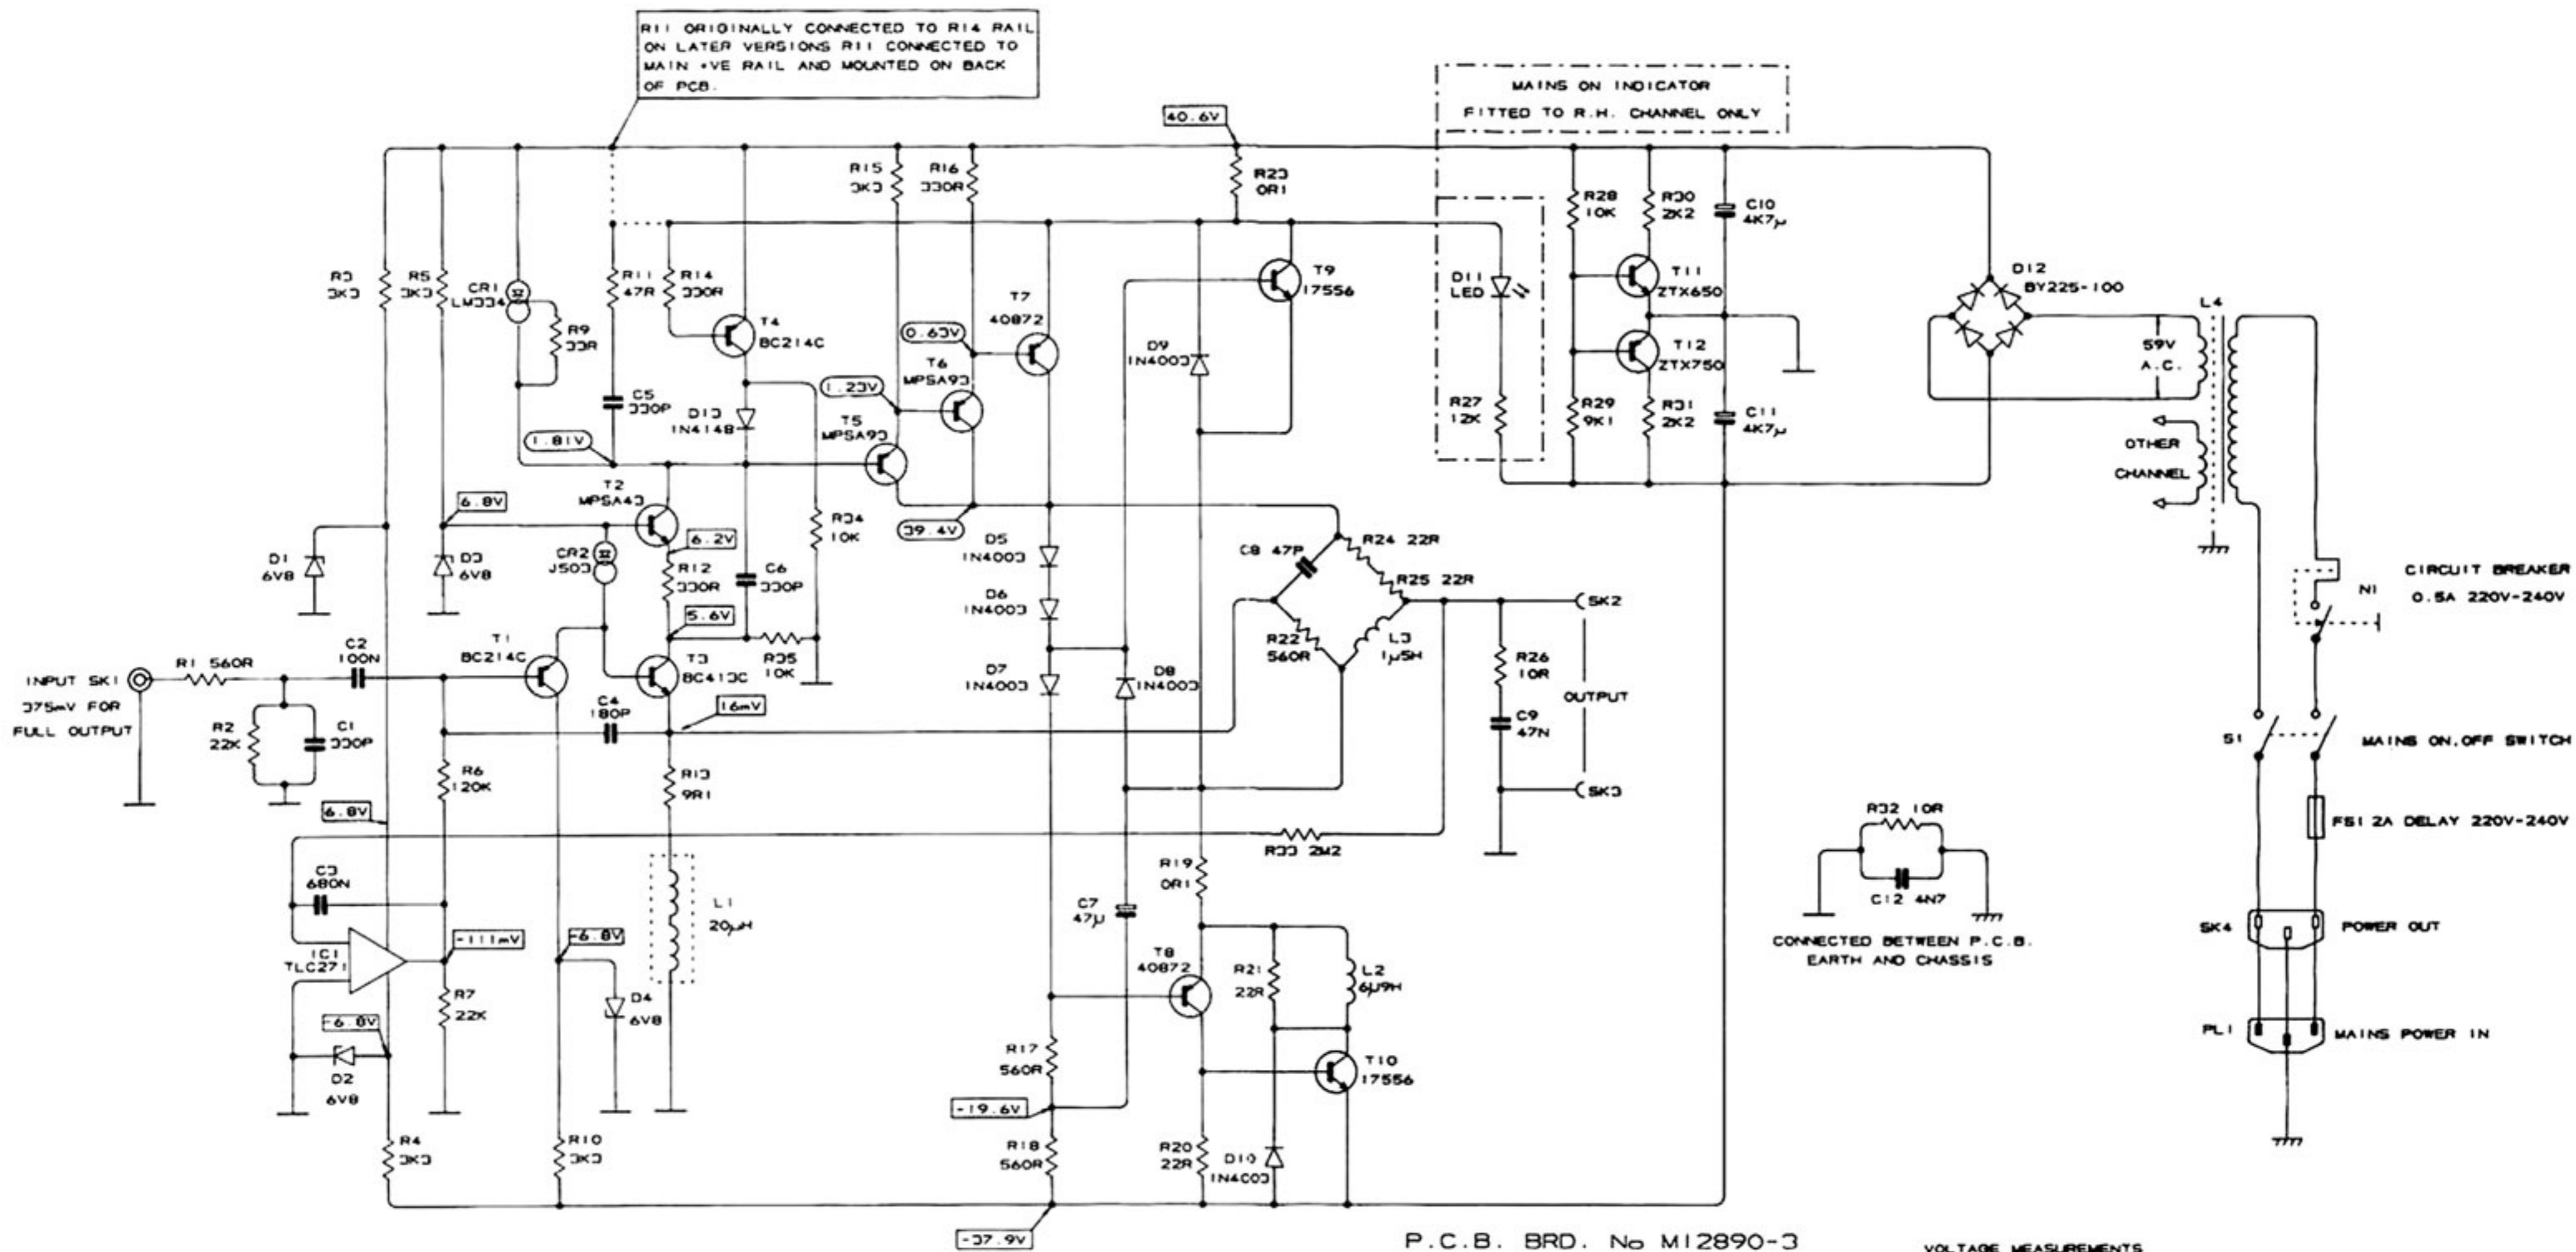 R11 ORIGINALLY CONNECTED TO R14 RAIL
ON LATER VERSIONS R11 CONNECTED TO
MAIN +VE RAIL AND MOUNTED ON BACK
OF PCB.
MAINS ON INDICATOR
FITTED TO R.H. CHANNEL ONLY
40.6V
R15
3K3
R16
330R
R23
0R1
R28
10K
R30
2K2
C10
4K7µ
R3
3K3
R5
3K3
CR1
LM334
R9
33R
R11
47R
R14
330R
T4
BC214C
T7
40872
T9
17556
D11
LED
T11
ZTX650
D12
BY225-100
L4
0.63V
T6
MPSA93
D9
1N4003
T12
ZTX750
59V
A.C.
C5
330P
D13
1N4148
1.23V
T5
MPSA93
R27
12K
R29
9K1
R31
2K2
C11
4K7µ
OTHER
CHANNEL
1.81V
T2
MPSA43
6.8V
R34
10K
39.4V
D1
6V8
D3
6V8
CR2
J503
6.2V
R12
330R
C6
330P
D5
1N4003
C8 47P
R24 22R
R25 22R
D6
1N4003
SK2
N1
CIRCUIT BREAKER
0.5A 220V-240V
5.6V
R22
560R
L3
1µ5H
INPUT SK1
375mV FOR
FULL OUTPUT
R1 560R
C2
100N
T1
BC214C
T3
BC413C
R35
10K
D7
1N4003
D8
1N4003
R26
10R
OUTPUT
R2
22K
C1
330P
C4
180P
16mV
C9
47N
S1
MAINS ON.OFF SWITCH
R6
120K
R13
9R1
SK3
6.8V
R33 2M2
R32 10R
FS1 2A DELAY 220V-240V
C3
680N
L1
20µH
C7
47µ
R19
0R1
C12 4N7
CONNECTED BETWEEN P.C.B.
EARTH AND CHASSIS
SK4
POWER OUT
IC1
TLC271
-111mV
-6.8V
T8
40872
R21
22R
L2
6µ9H
R7
22K
D4
6V8
-6.8V
D2
6V8
R17
560R
T10
17556
PL1
MAINS POWER IN
-19.6V
R4
3K3
R10
3K3
R18
560R
R20
22R
D10
1N4003
-37.9V
P.C.B. BRD. No M12890-3
VOLTAGE MEASUREMENTS